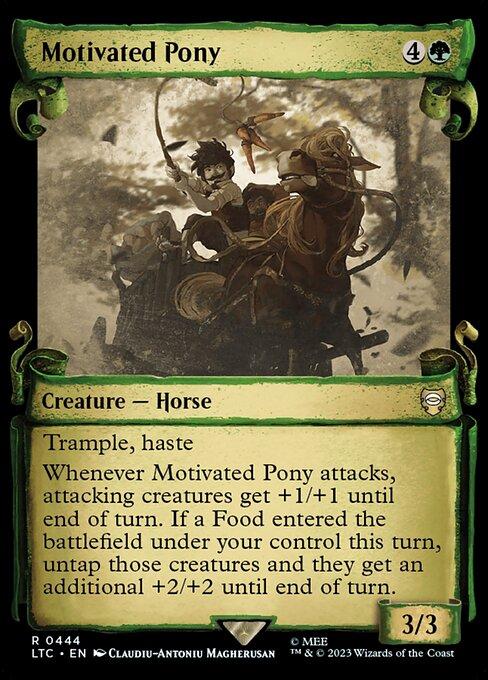 Motivated Pony 4
Creature — Horse
Trample, haste
Whenever Motivated Pony attacks,
attacking creatures get +1/+1 until
end of turn. If a Food entered the
battlefield under your control this turn,
untap those creatures and they get an
additional +2/+2 until end of turn.
3/3
R 0444 © MEE
LTC • EN Claudiu-Antoniu Magherusan ™ & © 2023 Wizards of the Coast